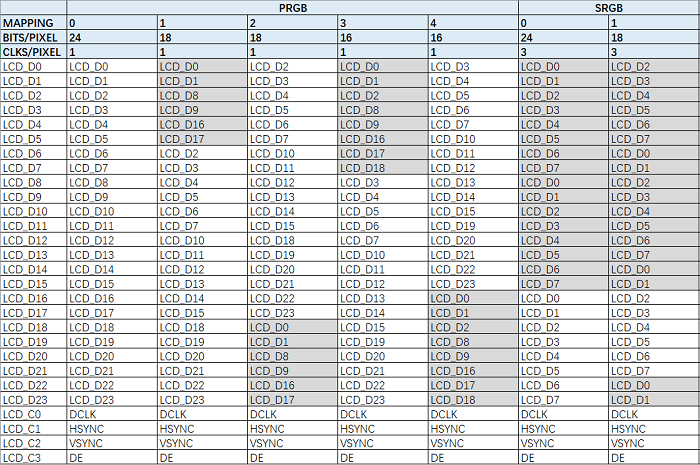 PRGB SRGB
MAPPING 0 1 2 3 4 0 1
BITS/PIXEL 24 18 18 16 16 24 18
CLKS/PIXEL 1 1 1 1 1 3 3
LCD_D0 LCD_D0 LCD_D0 LCD_D2 LCD_D0 LCD_D3 LCD_D0 LCD_D2
LCD_D1 LCD_D1 LCD_D1 LCD_D3 LCD_D1 LCD_D4 LCD_D1 LCD_D3
LCD_D2 LCD_D2 LCD_D8 LCD_D4 LCD_D2 LCD_D5 LCD_D2 LCD_D4
LCD_D3 LCD_D3 LCD_D9 LCD_D5 LCD_D8 LCD_D6 LCD_D3 LCD_D5
LCD_D4 LCD_D4 LCD_D16 LCD_D6 LCD_D9 LCD_D7 LCD_D4 LCD_D6
LCD_D5 LCD_D5 LCD_D17 LCD_D7 LCD_D16 LCD_D10 LCD_D5 LCD_D7
LCD_D6 LCD_D6 LCD_D2 LCD_D10 LCD_D17 LCD_D11 LCD_D6 LCD_D0
LCD_D7 LCD_D7 LCD_D3 LCD_D11 LCD_D18 LCD_D12 LCD_D7 LCD_D1
LCD_D8 LCD_D8 LCD_D4 LCD_D12 LCD_D3 LCD_D13 LCD_D0 LCD_D2
LCD_D9 LCD_D9 LCD_D5 LCD_D13 LCD_D4 LCD_D14 LCD_D1 LCD_D3
LCD_D10 LCD_D10 LCD_D6 LCD_D14 LCD_D5 LCD_D15 LCD_D2 LCD_D4
LCD_D11 LCD_D11 LCD_D7 LCD_D15 LCD_D6 LCD_D19 LCD_D3 LCD_D5
LCD_D12 LCD_D12 LCD_D10 LCD_D18 LCD_D7 LCD_D20 LCD_D4 LCD_D6
LCD_D13 LCD_D13 LCD_D11 LCD_D19 LCD_D10 LCD_D21 LCD_D5 LCD_D7
LCD_D14 LCD_D14 LCD_D12 LCD_D20 LCD_D11 LCD_D22 LCD_D6 LCD_D0
LCD_D15 LCD_D15 LCD_D13 LCD_D21 LCD_D12 LCD_D23 LCD_D7 LCD_D1
LCD_D16 LCD_D16 LCD_D14 LCD_D22 LCD_D13 LCD_D0 LCD_D0 LCD_D2
LCD_D17 LCD_D17 LCD_D15 LCD_D23 LCD_D14 LCD_D1 LCD_D1 LCD_D3
LCD_D18 LCD_D18 LCD_D18 LCD_D0 LCD_D15 LCD_D2 LCD_D2 LCD_D4
LCD_D19 LCD_D19 LCD_D19 LCD_D1 LCD_D19 LCD_D8 LCD_D3 LCD_D5
LCD_D20 LCD_D20 LCD_D20 LCD_D8 LCD_D20 LCD_D9 LCD_D4 LCD_D6
LCD_D21 LCD_D21 LCD_D21 LCD_D9 LCD_D21 LCD_D16 LCD_D5 LCD_D7
LCD_D22 LCD_D22 LCD_D22 LCD_D16 LCD_D22 LCD_D17 LCD_D6 LCD_D0
LCD_D23 LCD_D23 LCD_D23 LCD_D17 LCD_D23 LCD_D18 LCD_D7 LCD_D1
LCD_C0 DCLK DCLK DCLK DCLK DCLK DCLK DCLK
LCD_C1 HSYNC HSYNC HSYNC HSYNC HSYNC HSYNC HSYNC
LCD_C2 VSYNC VSYNC VSYNC VSYNC VSYNC VSYNC VSYNC
LCD_C3 DE DE DE DE DE DE DE